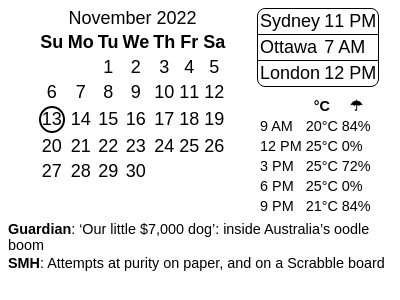 November 2022
Su Mo Tu We Th Fr Sa
1 2 3 4 5
6 7 8 9 10 11 12
13 14 15 16 17 18 19
20 21 22 23 24 25 26
27 28 29 30
Sydney 11 PM
Ottawa 7 AM
London 12 PM
°C ☂
9 AM 20°C 84%
12 PM 25°C 0%
3 PM 25°C 72%
6 PM 25°C 0%
9 PM 21°C 84%
Guardian: ‘Our little $7,000 dog’: inside Australia’s oodle
boom
SMH: Attempts at purity on paper, and on a Scrabble board